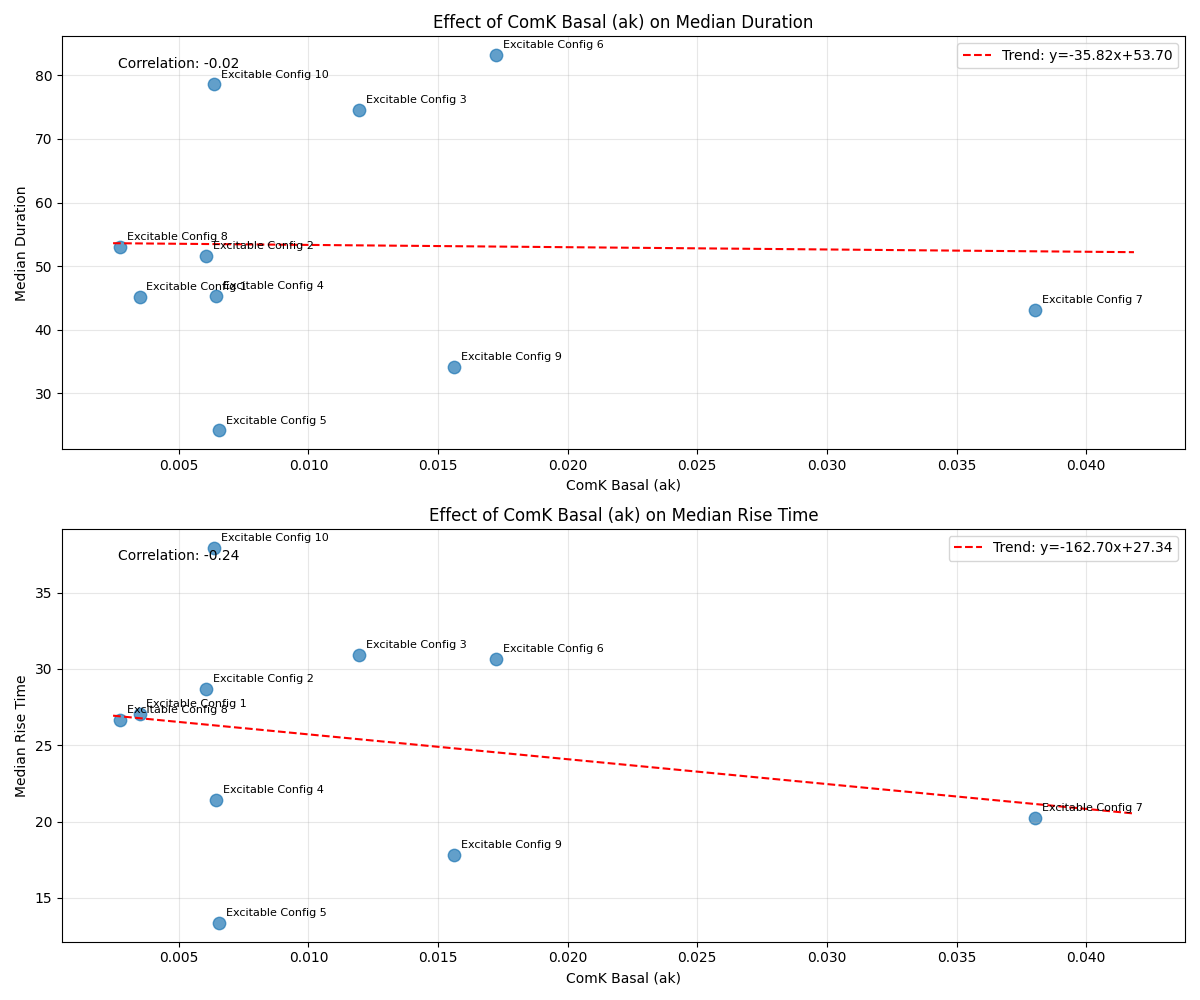 Effect of ComK Basal (ak) on Median Duration
Excitable Config 6
Trend: y=-35.82x+53.70
Correlation: -0.02
Excitable Config 10
80
Excitable Config 3
70
60
Excitable Config 8
Excitable Config 2
50
Excitable Config 1
Excitable Config 4
Excitable Config 7
40
Excitable Config 9
30
Excitable Config 5
Median Duration
0.005 0.010 0.015 0.020 0.025 0.030 0.035 0.040
ComK Basal (ak)
Effect of ComK Basal (ak) on Median Rise Time
Excitable Config 10
Trend: y=-162.70x+27.34
Correlation: -0.24
35
Excitable Config 3
Excitable Config 6
30
Excitable Config 2
Excitable Config 1
Excitable Config 8
25
Excitable Config 4
Excitable Config 7
20
Excitable Config 9
15
Excitable Config 5
Median Rise Time
0.005 0.010 0.015 0.020 0.025 0.030 0.035 0.040
ComK Basal (ak)